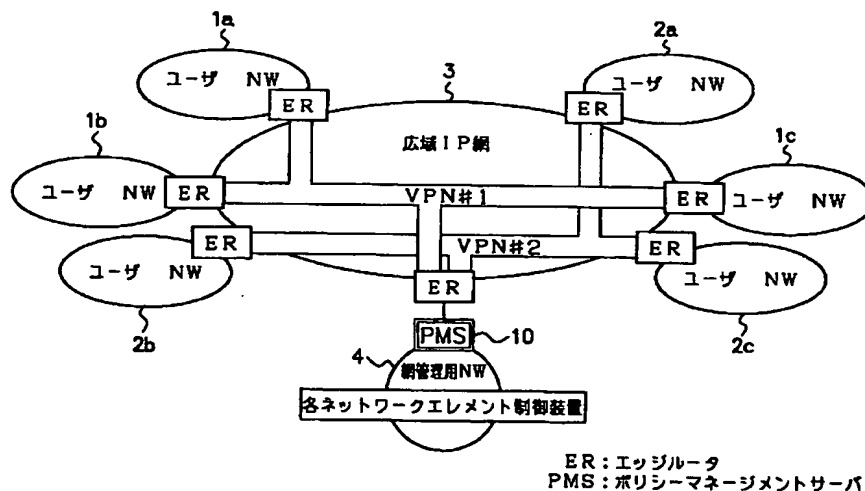 1a
ユーザ NW
ER
2a
ユーザ NW
ER
3
広域IP網
1b
ユーザ NW
ER
VPN#1
1c
ER
ユーザ NW
ER
ユーザ NW
2b
VPN#2
ER
ユーザ NW
2c
ER
PMS
10
4
網管理用NW
各ネットワークエレメント制御装置
ER:エッジルータ
PMS:ポリシーマネージメントサーバ